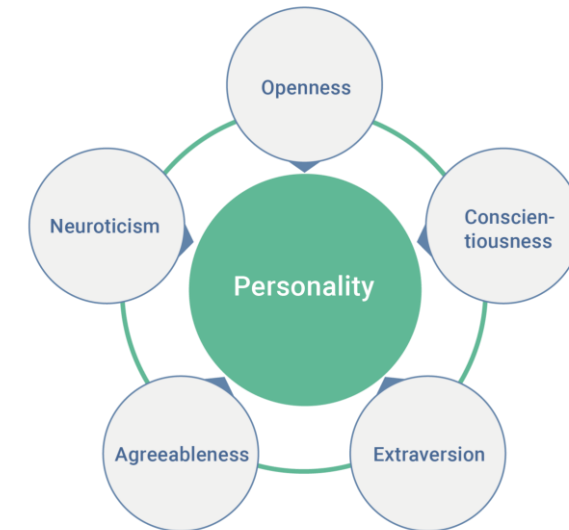 Openness
Neuroticism
Conscien-
tiousness
Personality
Agreeableness
Extraversion